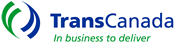 TransCanada
In business to deliver